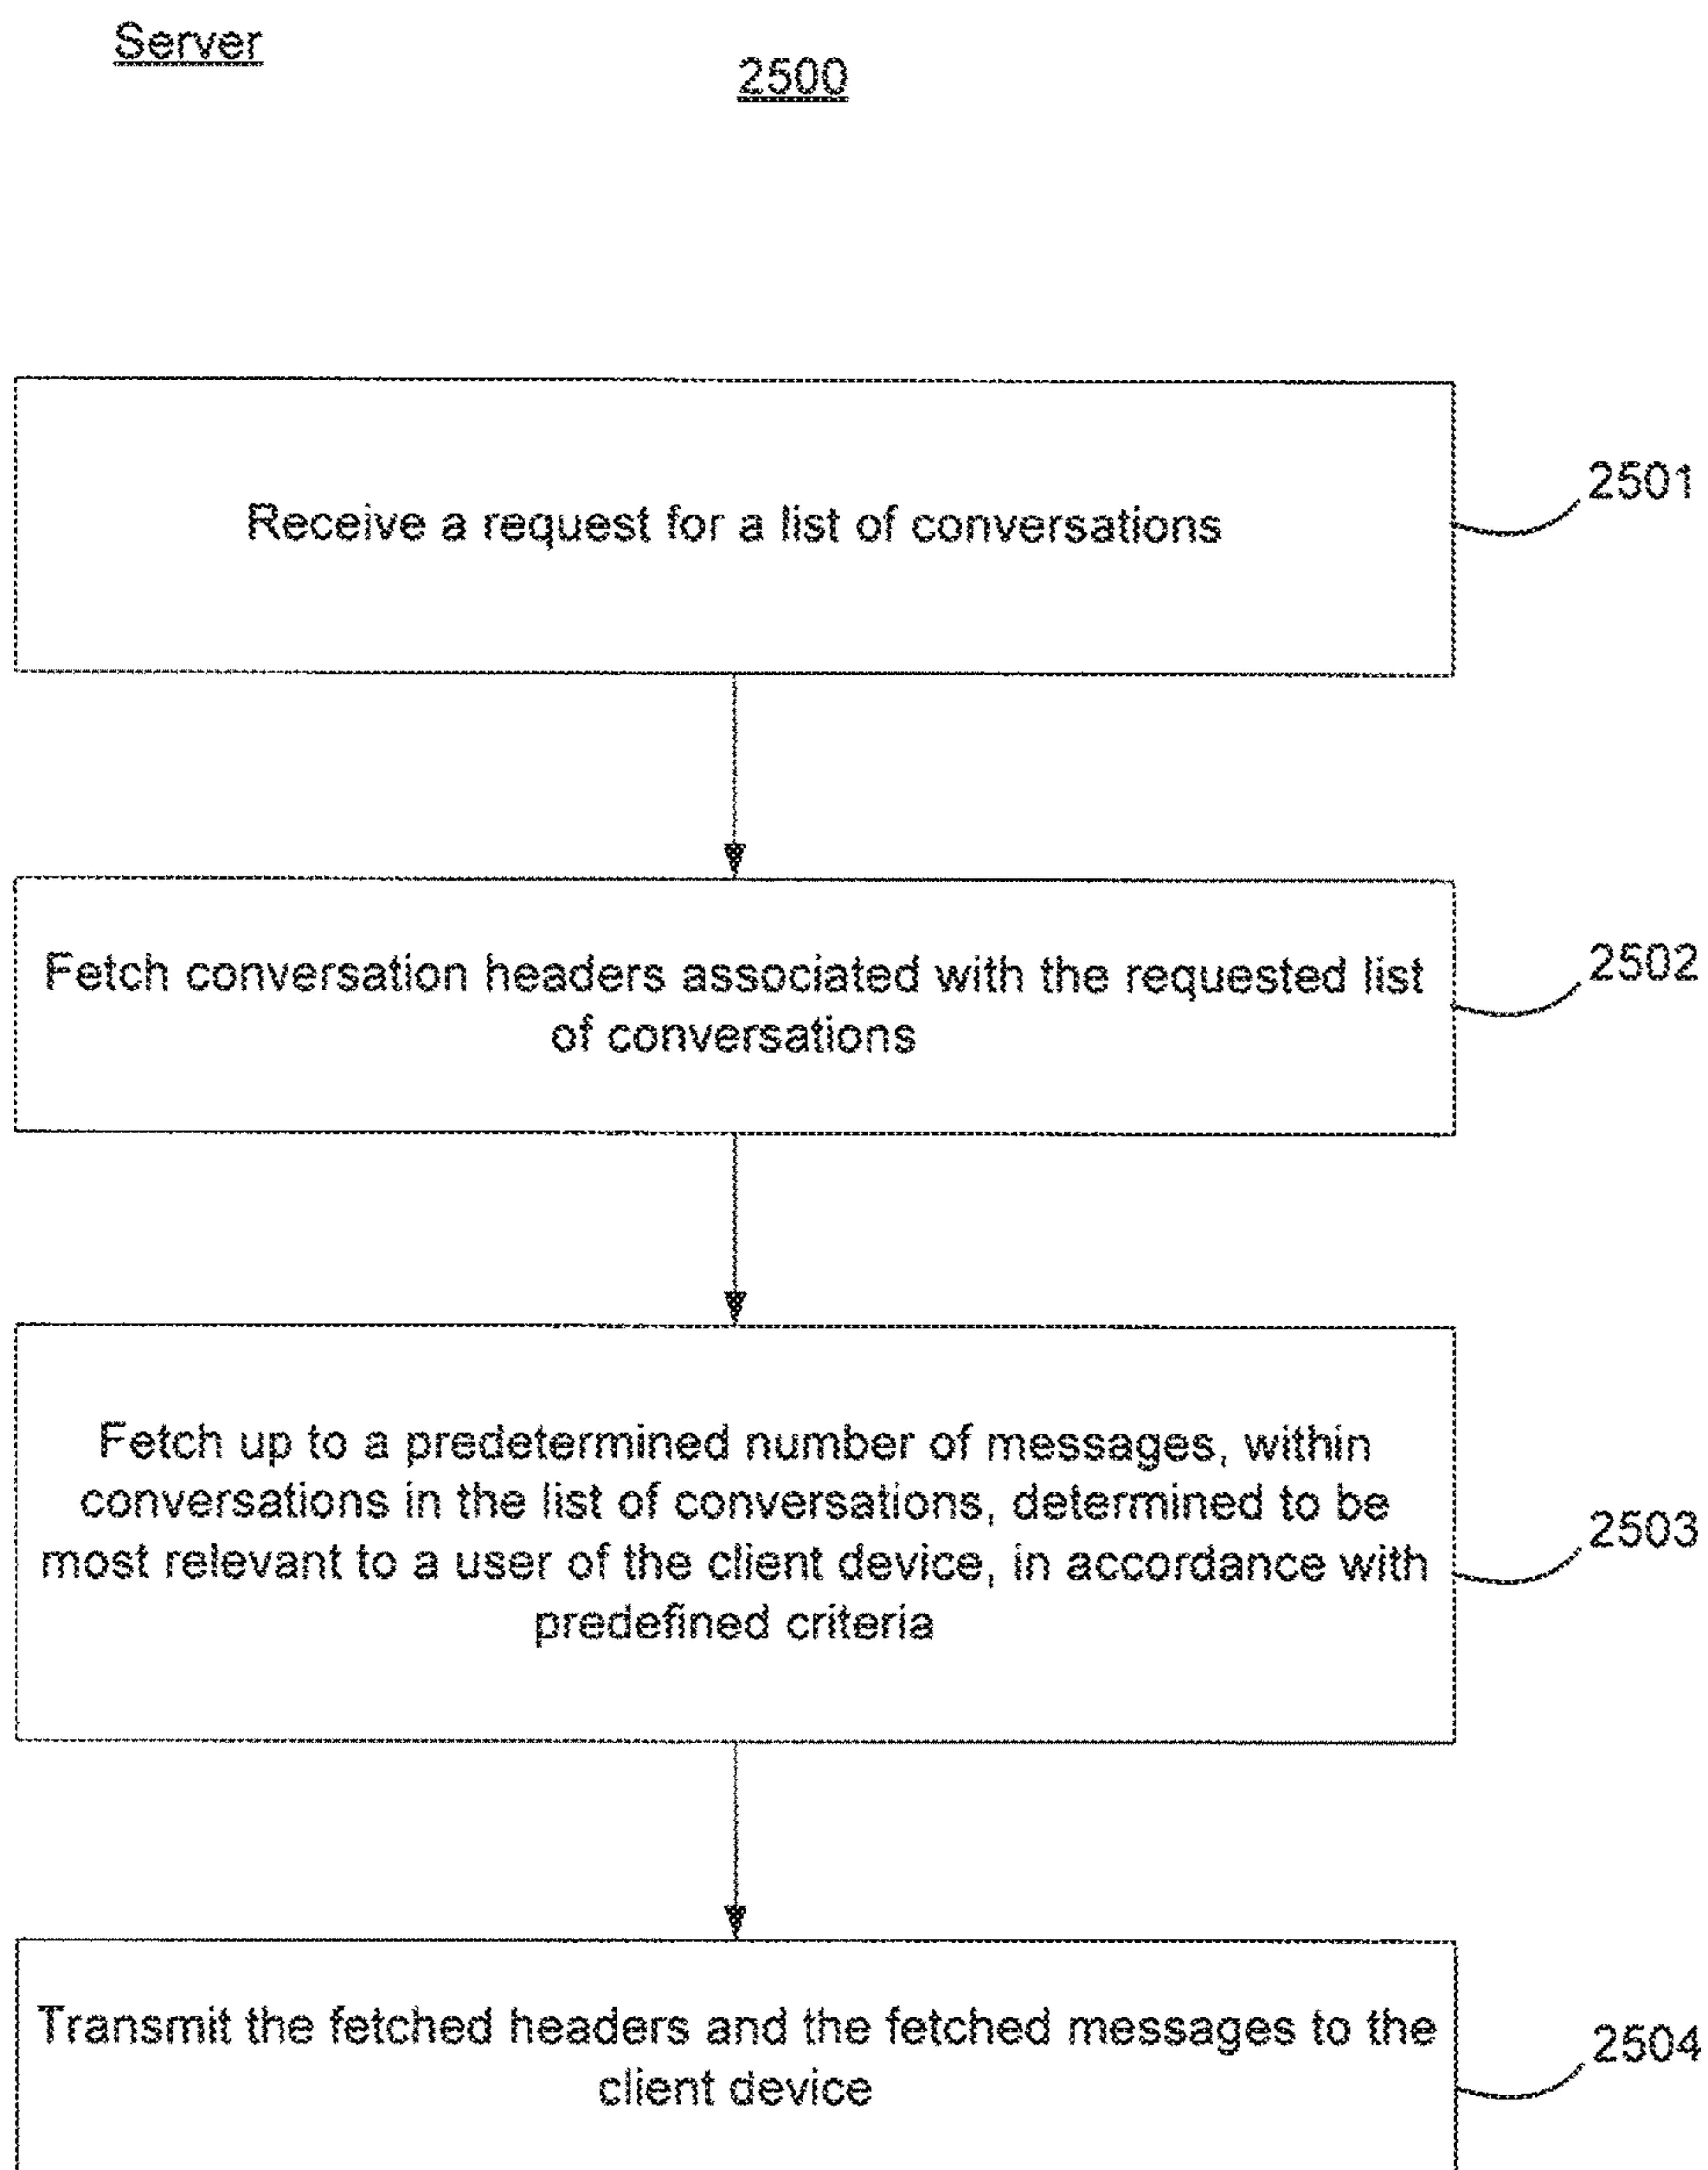 Server
2500
Receive a request for a list of conversations
2501
Fetch conversation headers associated with the requested list
of conversations
2502
Fetch up to a predetermined number of messages, within
conversations in the list of conversations, determined to be
most relevant to a user of the client device, in accordance with
predefined criteria
2503
Transmit the fetched headers and the fetched messages to the
client device
2504